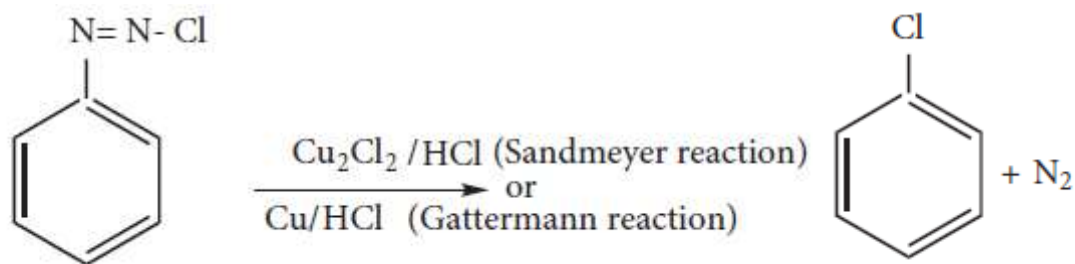 N= N- Cl
Cl
Cu₂Cl₂ /HCl (Sandmeyer reaction)
or
Cu/HCl (Gattermann reaction)
+ N₂